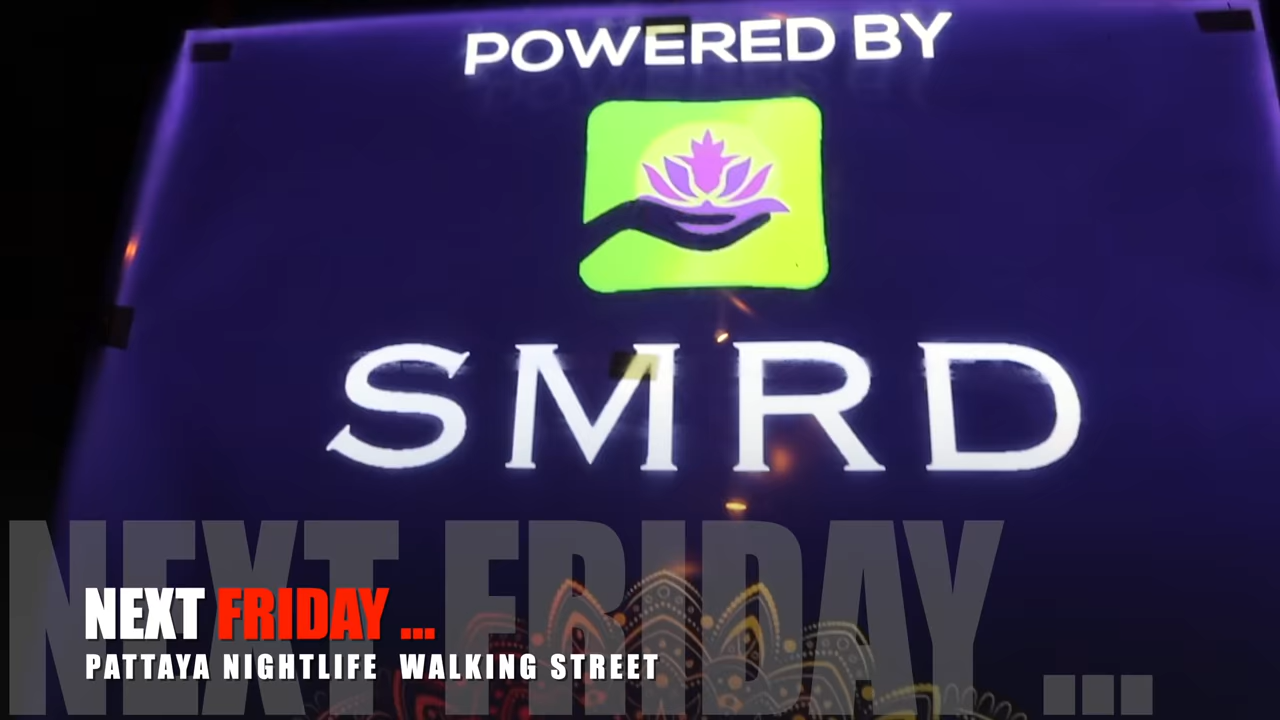 POWERED BY
SMRD
NEXT FRIDAY ...
NEXT FRIDAY ...
PATTAYA NIGHTLIFE WALKING STREET